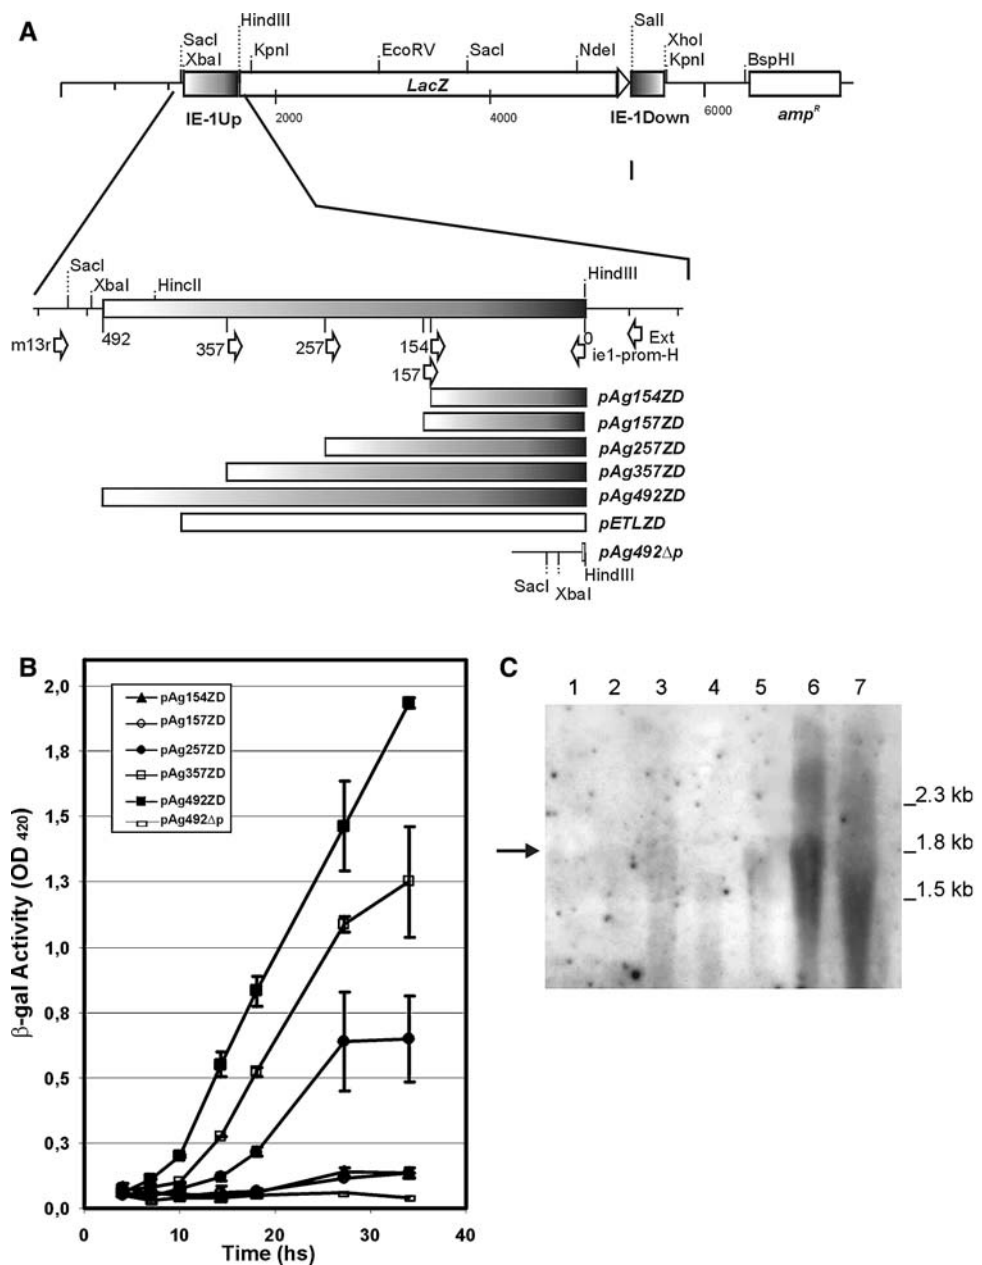 A
HindIII
SacI
SalI
XbaI
KpnI
EcoRV
SacI
NdeI
XhoI
KpnI
BspHI
LacZ
IE-1Up
2000
4000
IE-1Down
6000
ampR
SacI
XbaI
HincII
HindIII
m13r
492
357
257
154
0
Ext
ie1-prom-H
157
pAg154ZD
pAg157ZD
pAg257ZD
pAg357ZD
pAg492ZD
pETLZD
pAg492Δp
SacI
XbaI
HindIII
B
β-gal Activity (OD 420)
2,0
1,8
1,5
1,3
1,0
0,8
0,5
0,3
0,0
pAg154ZD
pAg157ZD
pAg257ZD
pAg357ZD
pAg492ZD
pAg492Δp
0 10 20 30 40
Time (hs)
C
1 2 3 4 5 6 7
2.3 kb
1.8 kb
1.5 kb